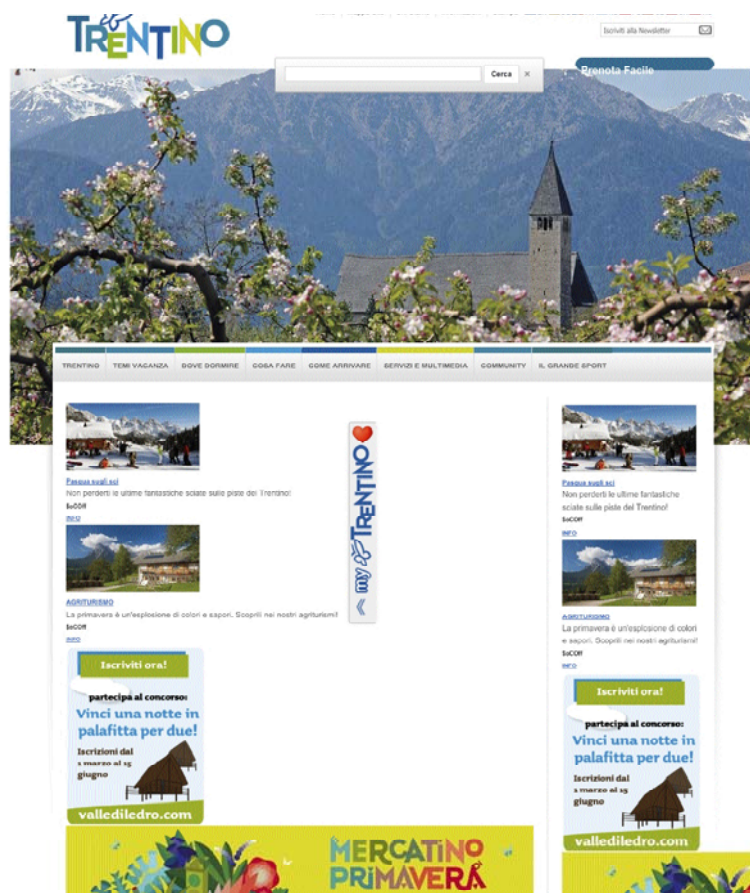 TRENTINO
Iscriviti alla Newsletter
Cerca ×
Prenota Facile
TRENTINO TEMI VACANZA DOVE DORMIRE COSA FARE COME ARRIVARE SERVIZI E MULTIMEDIA COMMUNITY IL GRANDE SPORT
Pasqua sugli sci
Non perderti le ultime fantastiche sciate sulle piste del Trentino!
INFO
AGRITURISMO
La primavera è un'esplosione di colori e sapori. Scoprili nei nostri agriturismi!
INFO
Iscriviti ora!
partecipa al concorso:
Vinci una notte in
palafitta per due!
Iscrizioni dal
1 marzo al 15
giugno
vallediledro.com
MERCATINO
PRIMAVERA
my TRENTINO
Pasqua sugli sci
Non perderti le ultime fantastiche
sciate sulle piste del Trentino!
INFO
AGRITURISMO
La primavera è un'esplosione di colori
e sapori. Scoprili nei nostri agriturismi!
INFO
Iscriviti ora!
partecipa al concorso:
Vinci una notte in
palafitta per due!
Iscrizioni dal
1 marzo al 15
giugno
vallediledro.com